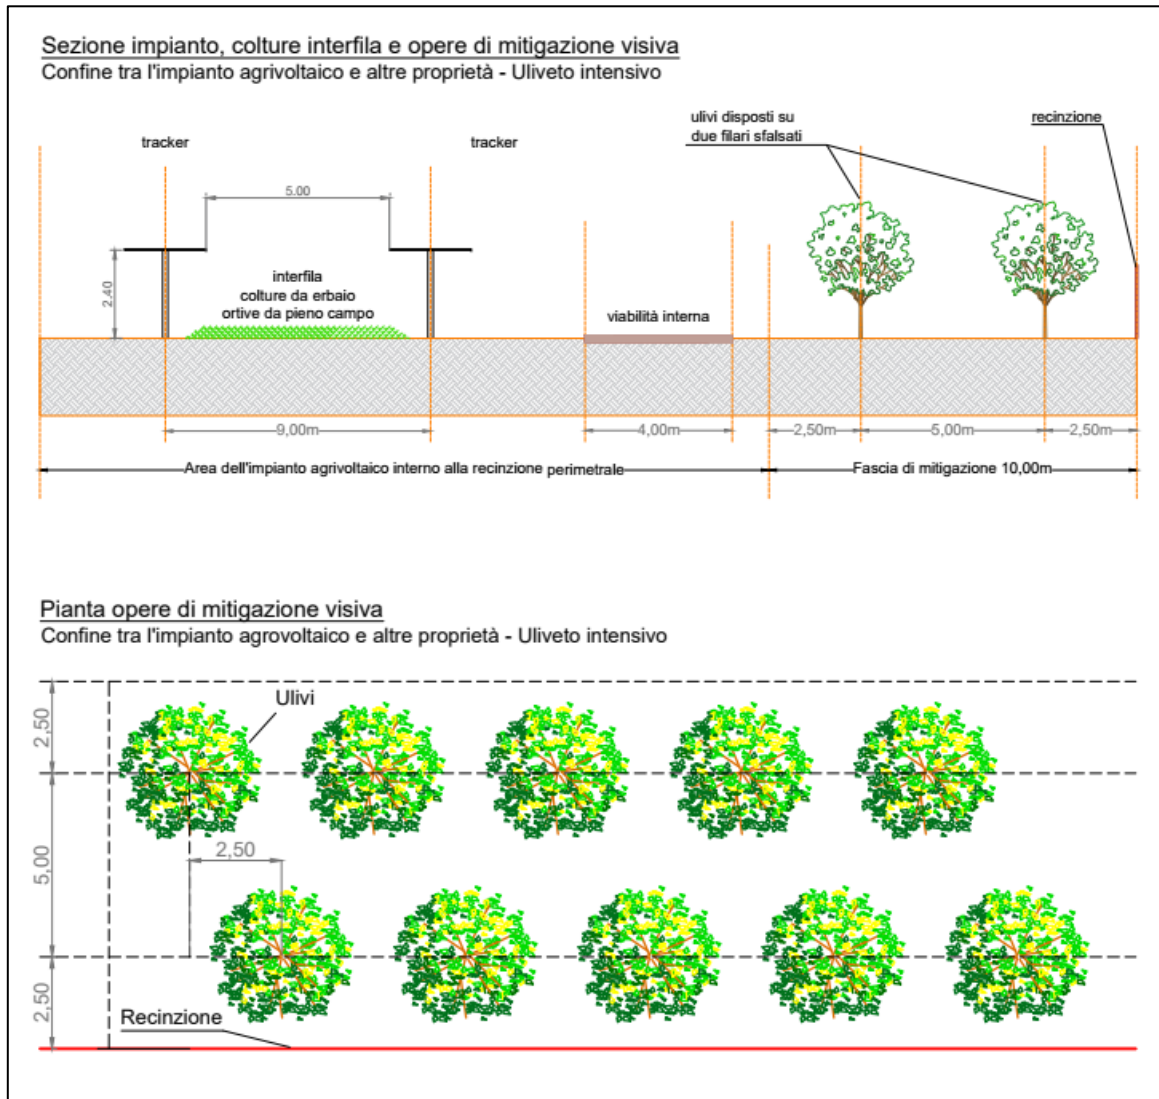 Sezione impianto, colture interfila e opere di mitigazione visiva
Confine tra l'impianto agrivoltaico e altre proprietà - Uliveto intensivo
ulivi disposti su
due filari sfalsati
recinzione
tracker
tracker
5.00
2.40
interfila
colture da erbaio
ortive da pieno campo
viabilità interna
9,00m
4,00m
2,50m
5,00m
2,50m
Area dell'impianto agrivoltaico interno alla recinzione perimetrale
Fascia di mitigazione 10,00m
Pianta opere di mitigazione visiva
Confine tra l'impianto agrovoltaico e altre proprietà - Uliveto intensivo
Ulivi
2,50
5,00
2,50
2,50
Recinzione